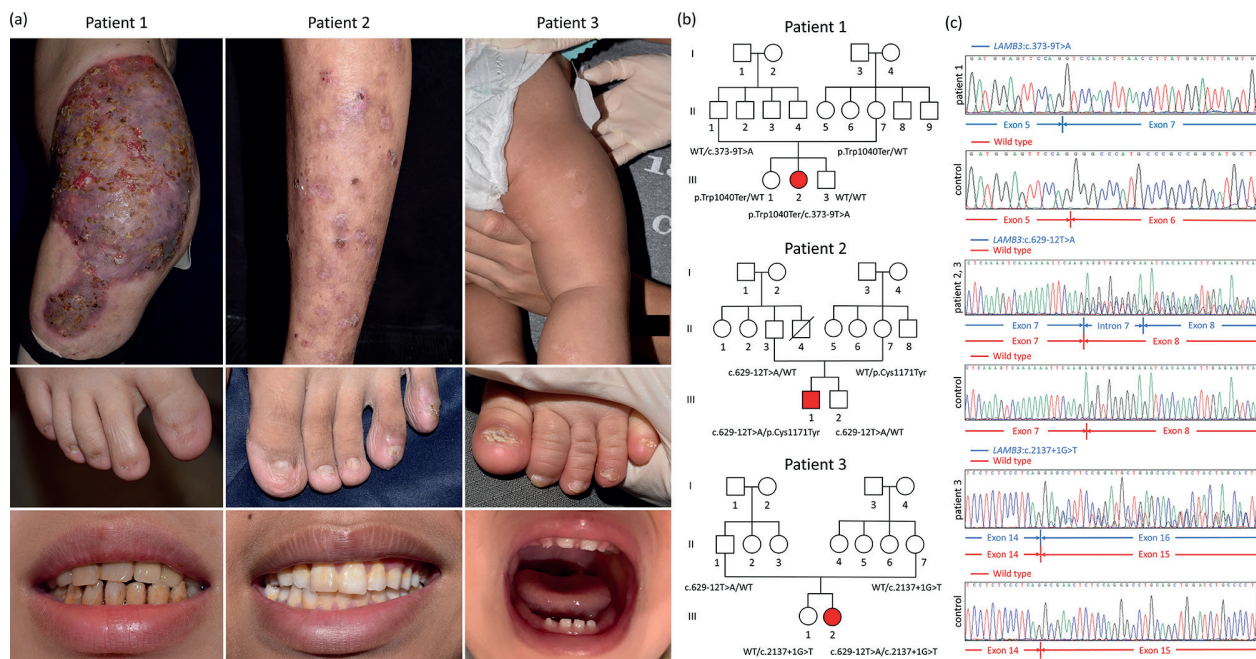 (a)
Patient 1
Patient 2
Patient 3
(b)
Patient 1
I
1
2
3
4
II
1
2
3
4
5
6
7
8
9
WT/c.373-9T>A
p.Trp1040Ter/WT
III
1
2
3
p.Trp1040Ter/WT
WT/WT
p.Trp1040Ter/c.373-9T>A
Patient 2
I
1
2
3
4
II
1
2
3
4
5
6
7
8
c.629-12T>A/WT
WT/p.Cys1171Tyr
III
1
2
c.629-12T>A/p.Cys1171Tyr
c.629-12T>A/WT
Patient 3
I
1
2
3
4
II
1
2
3
4
5
6
7
c.629-12T>A/WT
WT/c.2137+1G>T
III
1
2
WT/c.2137+1G>T
c.629-12T>A/c.2137+1G>T
(c)
LAMB3:c.373-9T>A
patient 1
Exon 5
Exon 7
Wild type
control
Exon 5
Exon 6
LAMB3:c.629-12T>A
Wild type
patient 2, 3
Exon 7
Intron 7
Exon 8
Exon 7
Exon 8
Wild type
control
Exon 7
Exon 8
LAMB3:c.2137+1G>T
Wild type
patient 3
Exon 14
Exon 16
Exon 14
Exon 15
Wild type
control
Exon 14
Exon 15